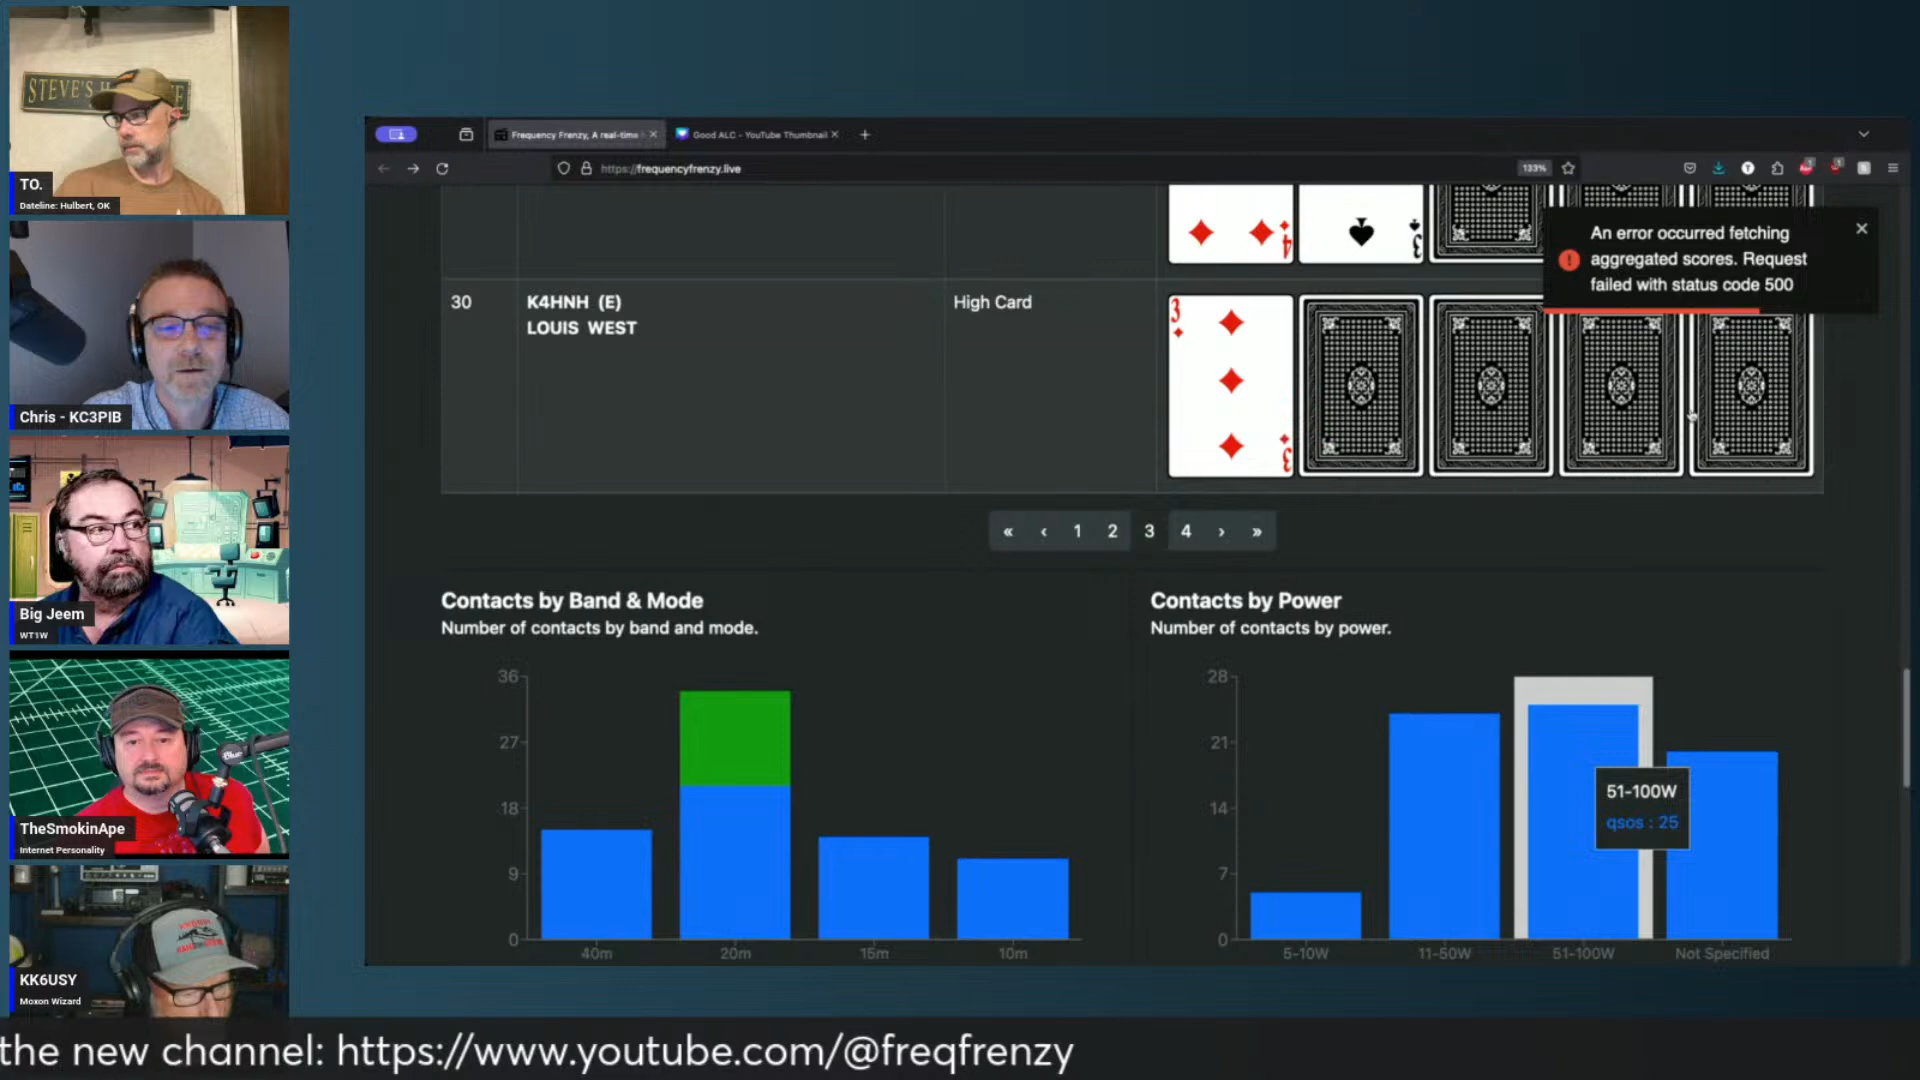 STEVE'S H
TO.
Dateline: Hulbert, OK
Chris - KC3PIB
Big Jeem
WT1W
TheSmokinApe
Internet Personality
Blue
KK6USY
Moxon Wizard
Frequency Frenzy, A real-time
Good ALC - YouTube Thumbnail
https://frequencyfrenzy.live
133%
4
3
An error occurred fetching
aggregated scores. Request
failed with status code 500
30
K4HNH (E)
LOUIS WEST
High Card
3
3
« ‹ 1 2 3 4 › »
Contacts by Band & Mode
Number of contacts by band and mode.
36
27
18
9
0
40m 20m 15m 10m
Contacts by Power
Number of contacts by power.
28
21
14
7
0
51-100W
qsos : 25
5-10W 11-50W 51-100W Not Specified
the new channel: https://www.youtube.com/@freqfrenzy